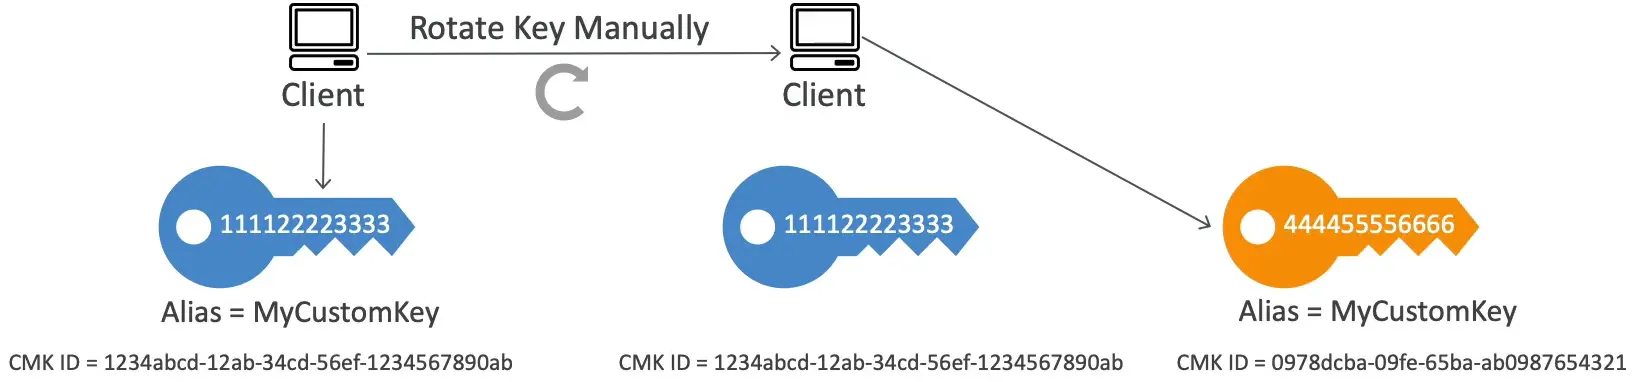 Rotate Key Manually
Client
Client
111122223333
111122223333
444455556666
Alias = MyCustomKey
Alias = MyCustomKey
CMK ID = 1234abcd-12ab-34cd-56ef-1234567890ab
CMK ID = 1234abcd-12ab-34cd-56ef-1234567890ab
CMK ID = 0978dcba-09fe-65ba-ab0987654321